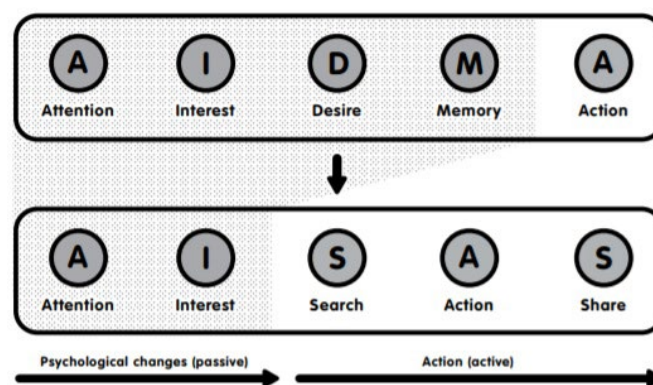 A I D M A
Attention Interest Desire Memory Action
A I S A S
Attention Interest Search Action Share
Psychological changes (passive) Action (active)